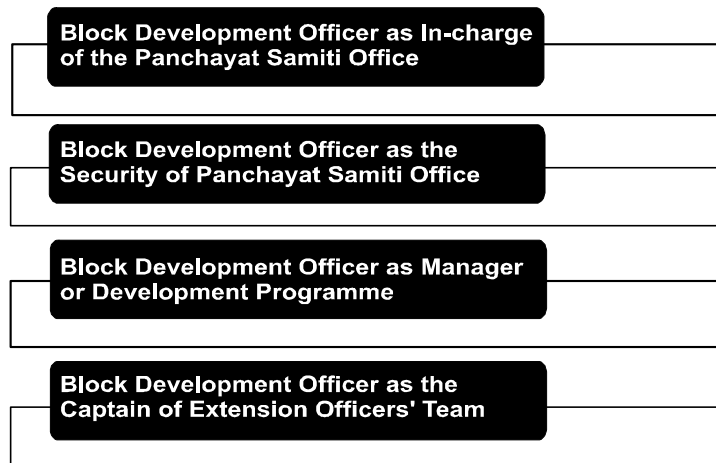 Block Development Officer as In-charge
of the Panchayat Samiti Office
Block Development Officer as the
Security of Panchayat Samiti Office
Block Development Officer as Manager
or Development Programme
Block Development Officer as the
Captain of Extension Officers' Team